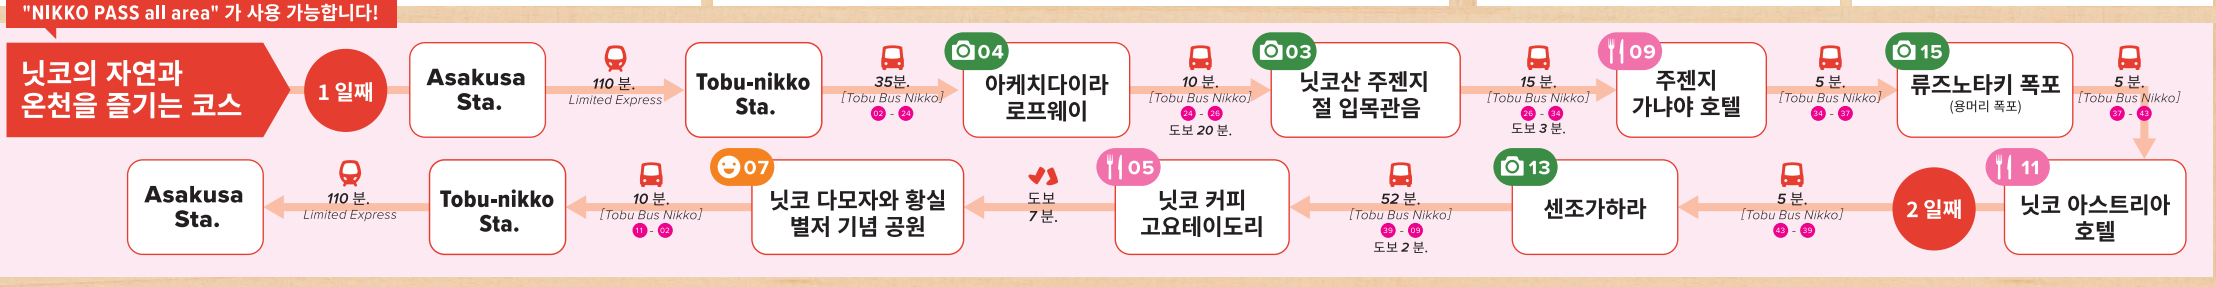 "NIKKO PASS all area" 가 사용 가능합니다!
닛코의 자연과
온천을 즐기는 코스
1 일째
Asakusa
Sta.
110 분.
Limited Express
Tobu-nikko
Sta.
35분.
[Tobu Bus Nikko]
02 - 24
04
아케치다이라
로프웨이
10 분.
[Tobu Bus Nikko]
24 - 26
도보 20 분.
03
닛코산 주젠지
절 입목관음
15 분.
[Tobu Bus Nikko]
26 - 34
도보 3 분.
09
주젠지
가냐야 호텔
5 분.
[Tobu Bus Nikko]
34 - 37
15
류즈노타키 폭포
(용머리 폭포)
5 분.
[Tobu Bus Nikko]
37 - 43
11
닛코 아스트리아
호텔
2 일째
5 분.
[Tobu Bus Nikko]
43 - 39
13
센조가하라
52 분.
[Tobu Bus Nikko]
39 - 09
도보 2 분.
05
닛코 커피
고요테이도리
도보
7 분.
07
닛코 다모자와 황실
별저 기념 공원
10 분.
[Tobu Bus Nikko]
11 - 02
Tobu-nikko
Sta.
110 분.
Limited Express
Asakusa
Sta.